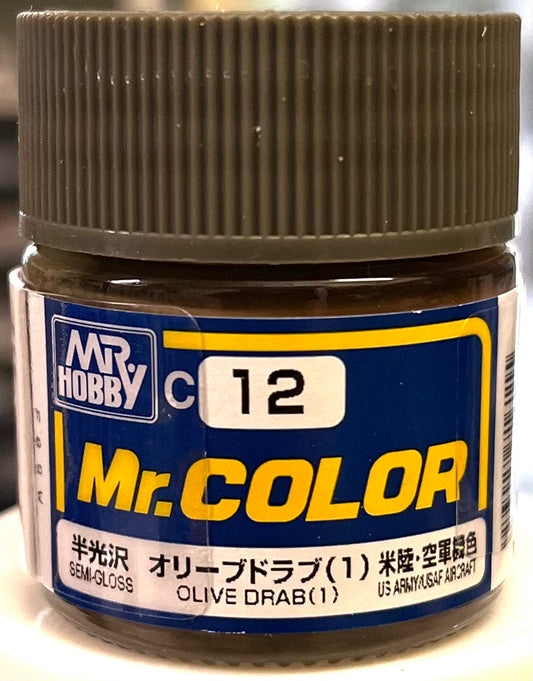 MR.
HOBBY
C 12
Mr.COLOR
半光沢
SEMI-GLOSS
オリーブドラブ(1)
OLIVE DRAB(1)
米陸・空軍機色
US ARMY/USAF AIRCRAFT